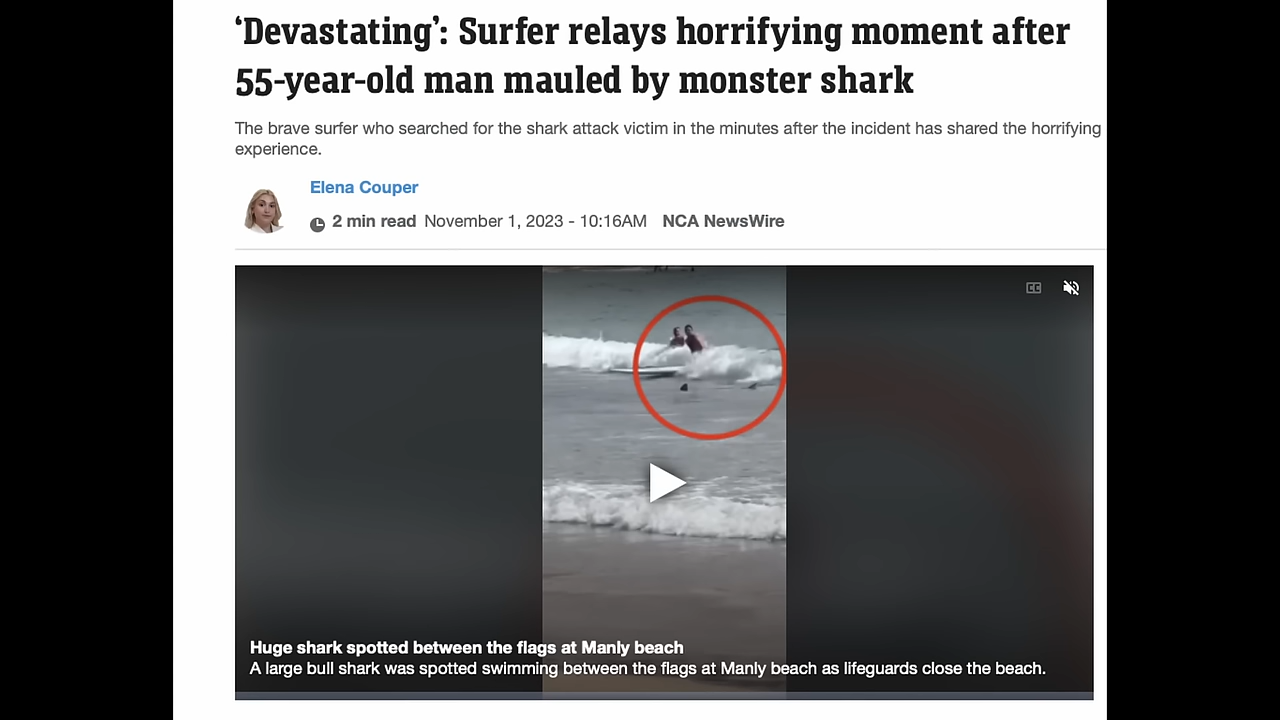 ‘Devastating’: Surfer relays horrifying moment after
55-year-old man mauled by monster shark
The brave surfer who searched for the shark attack victim in the minutes after the incident has shared the horrifying
experience.
Elena Couper
2 min read November 1, 2023 - 10:16AM NCA NewsWire
CC
Huge shark spotted between the flags at Manly beach
A large bull shark was spotted swimming between the flags at Manly beach as lifeguards close the beach.